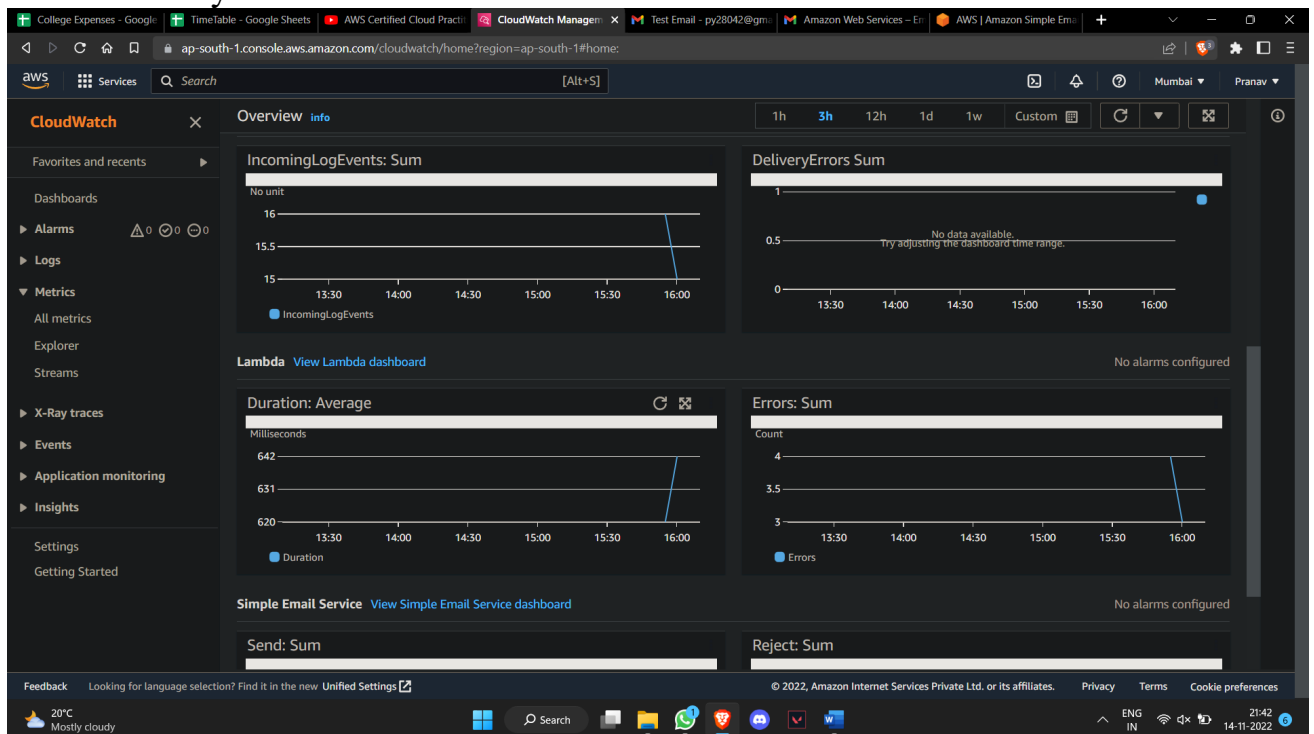 College Expenses - Google
TimeTable - Google Sheets
AWS Certified Cloud Practi
CloudWatch Managem
Test Email - py28042@gma
Amazon Web Services – En
AWS | Amazon Simple Ema
ap-south-1.console.aws.amazon.com/cloudwatch/home?region=ap-south-1#home:
aws
Services
Search
[Alt+S]
Mumbai
Pranav
CloudWatch
Favorites and recents
Dashboards
Alarms
0 0 0
Logs
Metrics
All metrics
Explorer
Streams
X-Ray traces
Events
Application monitoring
Insights
Settings
Getting Started
Overview info
1h 3h 12h 1d 1w Custom
IncomingLogEvents: Sum
No unit
16
15.5
15
13:30 14:00 14:30 15:00 15:30 16:00
IncomingLogEvents
DeliveryErrors Sum
1
0.5
0
No data available.
Try adjusting the dashboard time range.
13:30 14:00 14:30 15:00 15:30 16:00
Lambda View Lambda dashboard
No alarms configured
Duration: Average
Milliseconds
642
631
620
13:30 14:00 14:30 15:00 15:30 16:00
Duration
Errors: Sum
Count
4
3.5
3
13:30 14:00 14:30 15:00 15:30 16:00
Errors
Simple Email Service View Simple Email Service dashboard
No alarms configured
Send: Sum
Reject: Sum
Feedback
Looking for language selection? Find it in the new Unified Settings
© 2022, Amazon Internet Services Private Ltd. or its affiliates.
Privacy
Terms
Cookie preferences
20°C
Mostly cloudy
Search
ENG
IN
21:42
14-11-2022
6